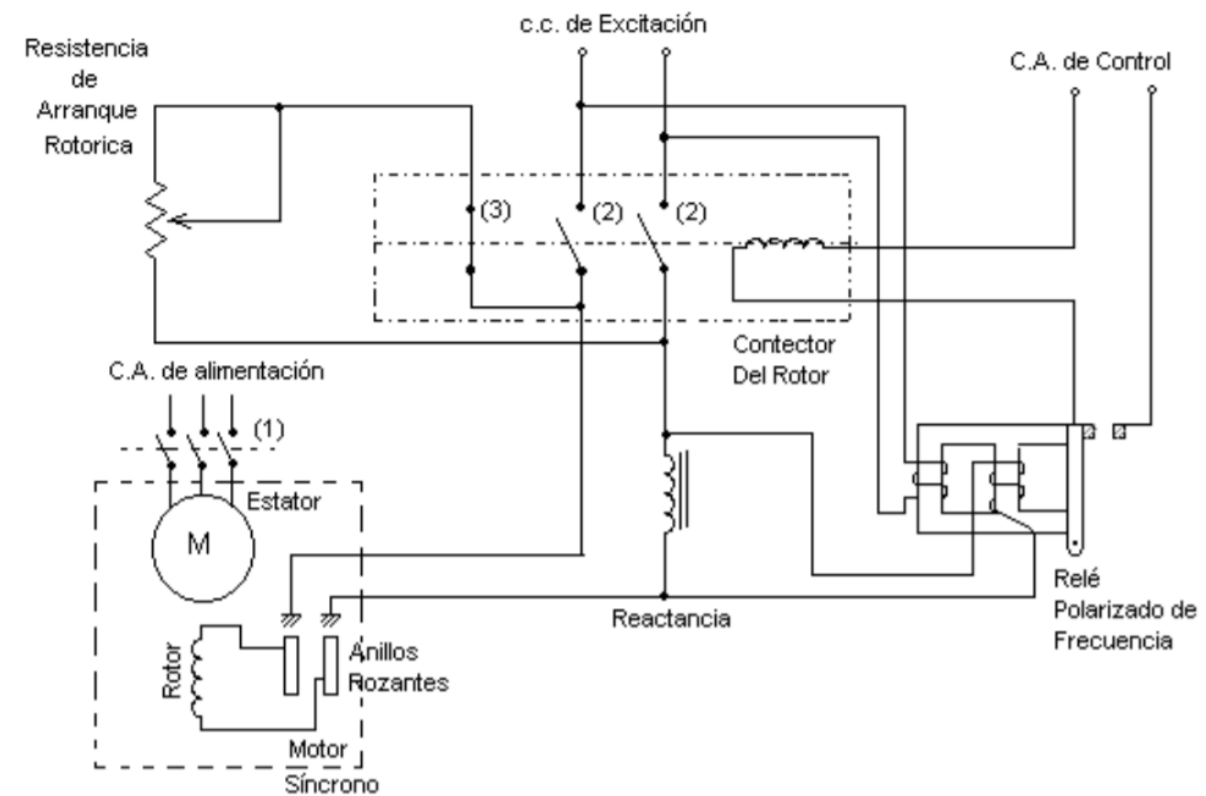 c.c. de Excitación
Resistencia
de
Arranque
Rotorica
C.A. de Control
(3)
(2)
(2)
Contector
Del Rotor
C.A. de alimentación
(1)
Estator
M
Rotor
Anillos
Rozantes
Motor
Síncrono
Reactancia
Relé
Polarizado de
Frecuencia